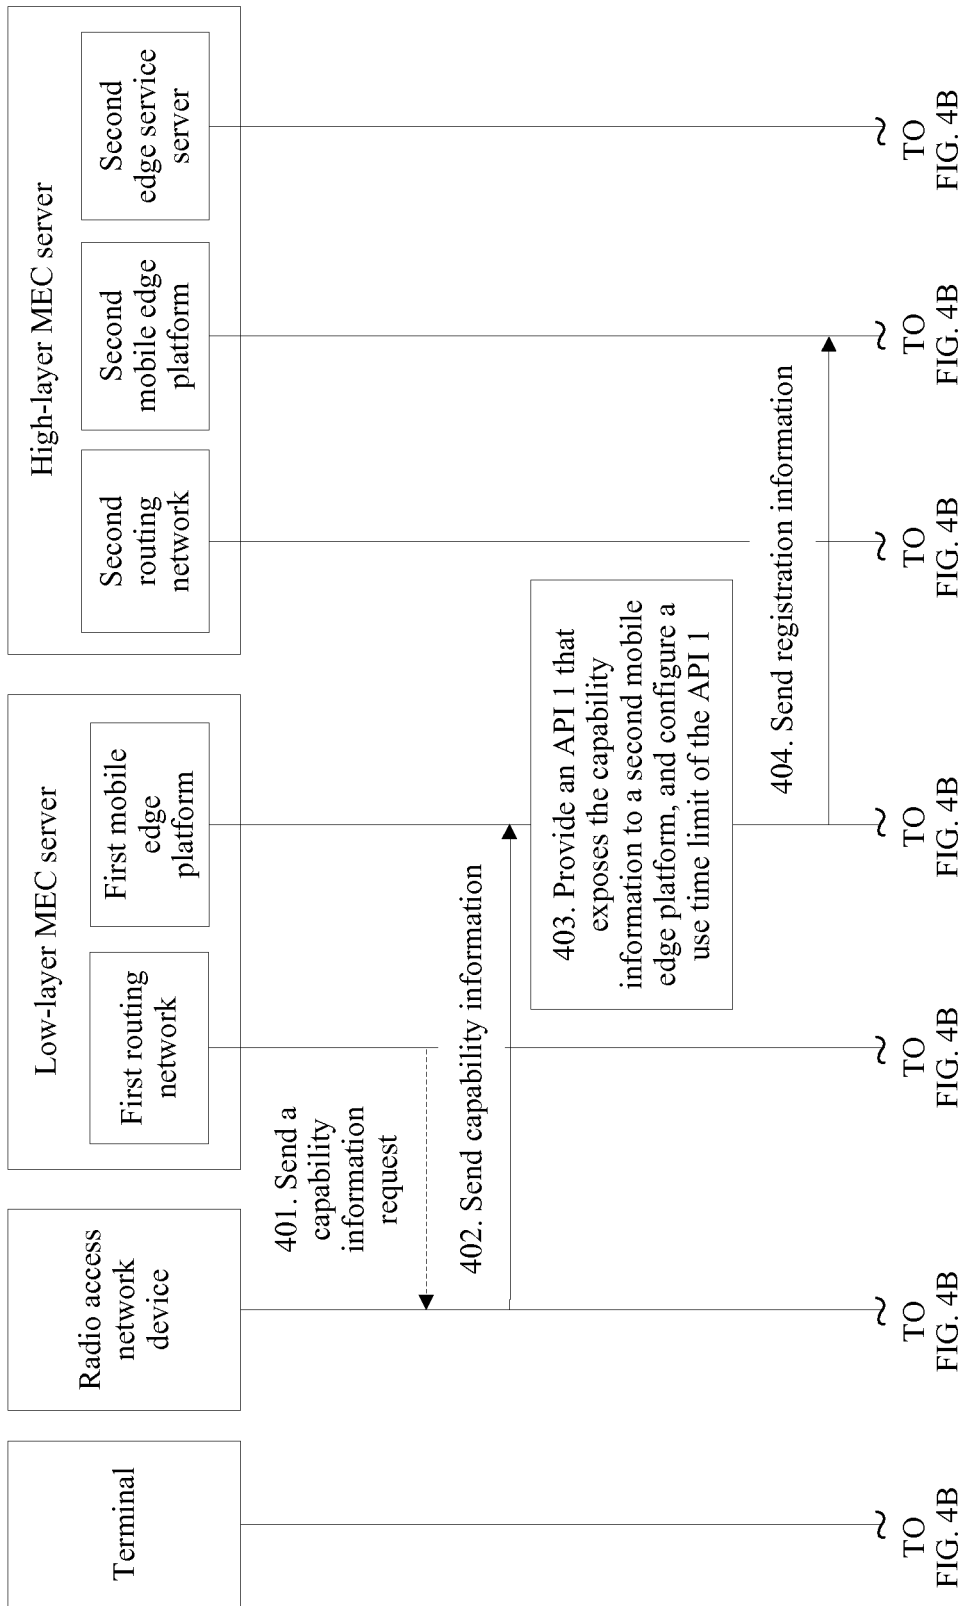 Terminal
Radio access
network
device
Low-layer MEC server
First routing
network
First mobile
edge
platform
High-layer MEC server
Second
routing
network
Second
mobile edge
platform
Second
edge service
server
401. Send a
capability
information
request
402. Send capability information
403. Provide an API 1 that
exposes the capability
information to a second mobile
edge platform, and configure a
use time limit of the API 1
404. Send registration information
TO
FIG. 4B
TO
FIG. 4B
TO
FIG. 4B
TO
FIG. 4B
TO
FIG. 4B
TO
FIG. 4B
TO
FIG. 4B